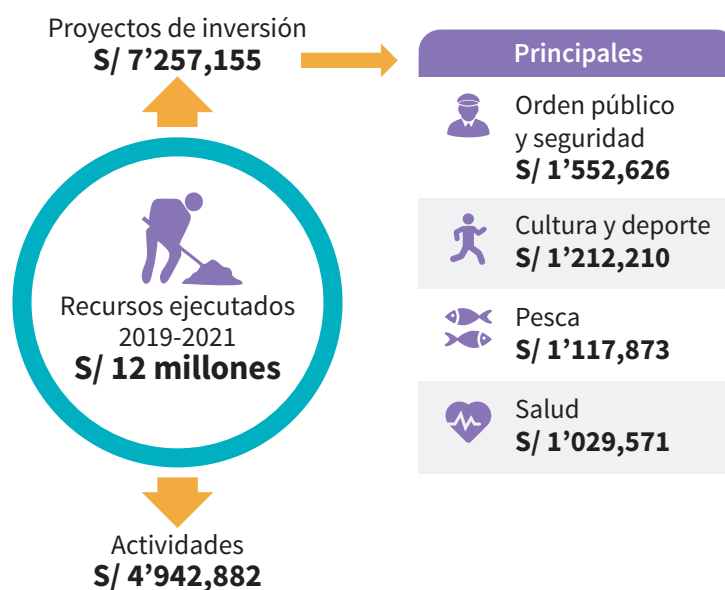 Proyectos de inversión
S/ 7’257,155
Principales
Orden público
y seguridad
S/ 1’552,626
Cultura y deporte
S/ 1’212,210
Pesca
S/ 1’117,873
Salud
S/ 1’029,571
Recursos ejecutados
2019-2021
S/ 12 millones
Actividades
S/ 4’942,882